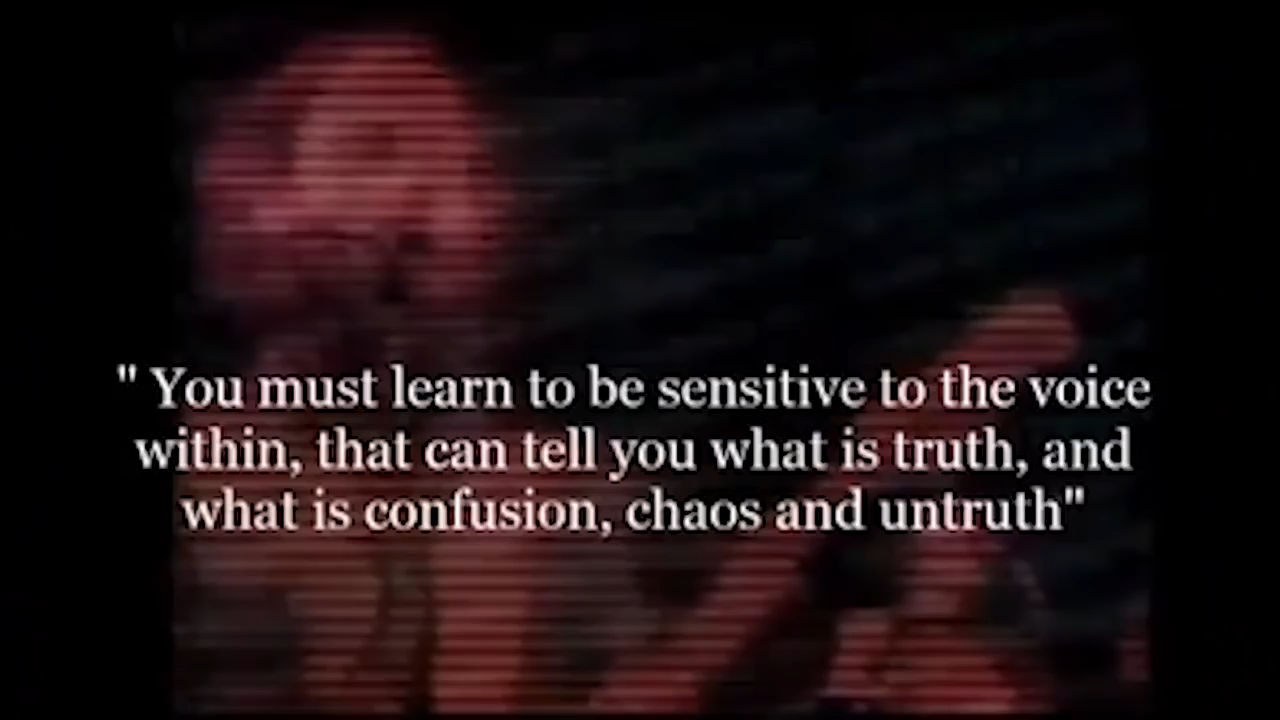 " You must learn to be sensitive to the voice
within, that can tell you what is truth, and
what is confusion, chaos and untruth"